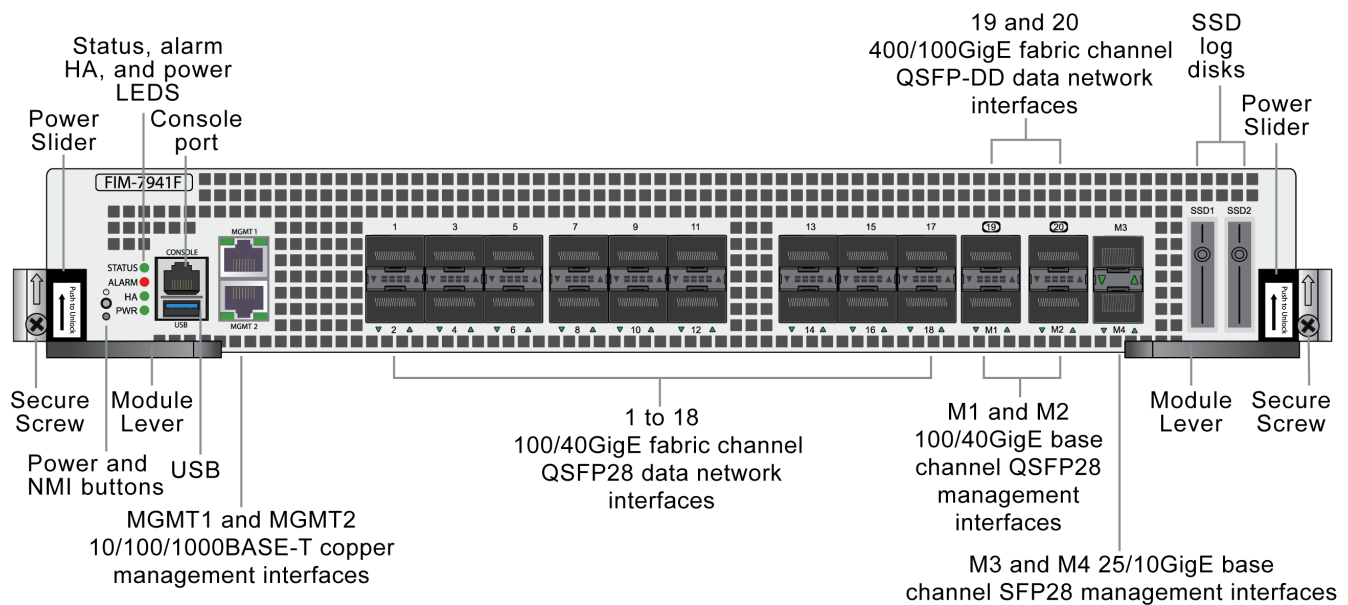 19 and 20
400/100GigE fabric channel
QSFP-DD data network
interfaces
SSD
log
disks
Status, alarm
HA, and power
LEDS
Power
Slider
Console
port
Power
Slider
FIM-7941F
SSD1 SSD2
MGMT1
1 3 5 7 9 11 13 15 17 19 20 M3
CONSOLE
STATUS
ALARM
HA
PWR
Push to Unlock
Push to Unlock
USB
MGMT 2
2 4 6 8 10 12 14 16 18 M1 M2 M4
Secure
Screw
Module
Lever
Power and
NMI buttons
USB
MGMT1 and MGMT2
10/100/1000BASE-T copper
management interfaces
1 to 18
100/40GigE fabric channel
QSFP28 data network
interfaces
M1 and M2
100/40GigE base
channel QSFP28
management
interfaces
Module
Lever
Secure
Screw
M3 and M4 25/10GigE base
channel SFP28 management interfaces